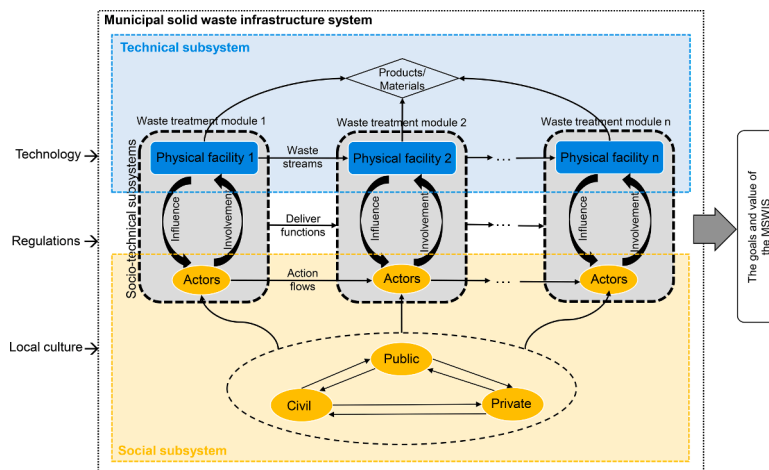 Municipal solid waste infrastructure system
Technical subsystem
Products/
Materials
Waste treatment module 1
Waste treatment module 2
Waste treatment module n
Technology
Physical facility 1
Waste
streams
Physical facility 2
...
Physical facility n
Socio-technical subsystems
Influence
Involvement
Deliver
functions
Influence
Involvement
...
Influence
Involvement
Regulations
The goals and value of
the MSWIS
Actors
Action
flows
Actors
...
Actors
Local culture
Public
Civil
Private
Social subsystem